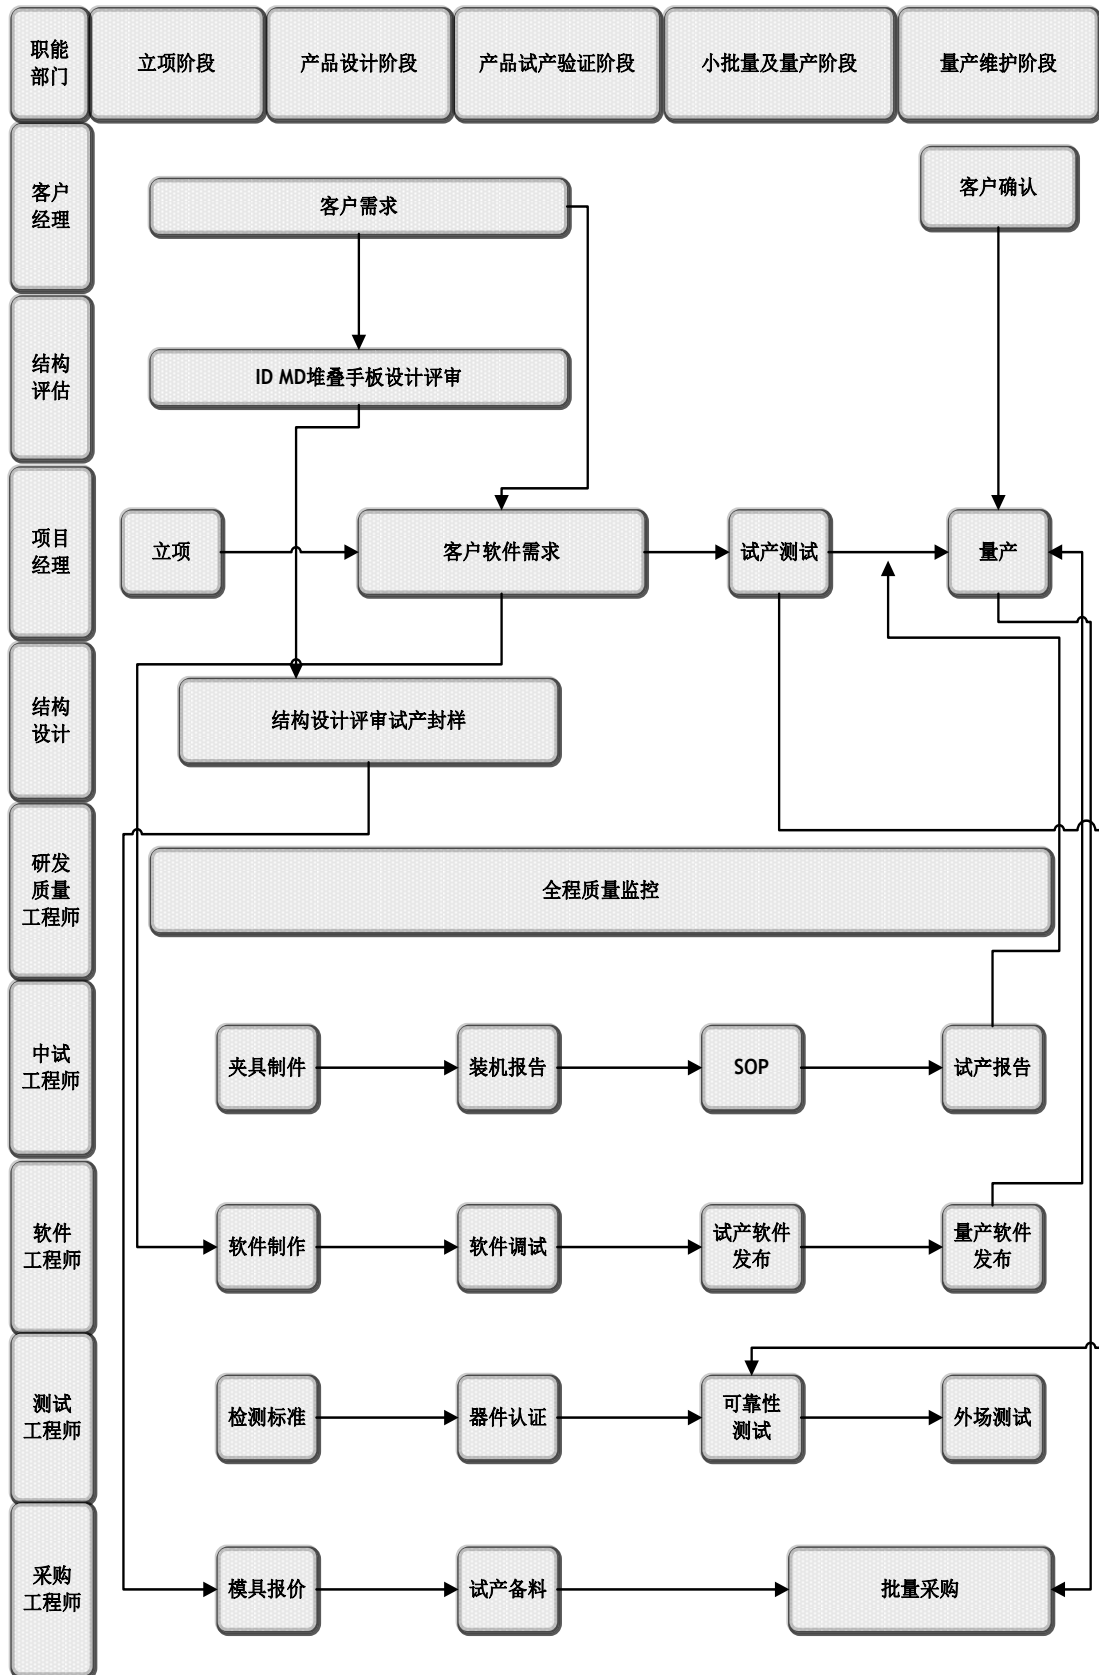 职能
部门
立项阶段
产品设计阶段
产品试产验证阶段
小批量及量产阶段
量产维护阶段
客户
经理
客户需求
客户确认
结构
评估
ID MD堆叠手板设计评审
项目
经理
立项
客户软件需求
试产测试
量产
结构
设计
结构设计评审试产封样
研发
质量
工程师
全程质量监控
中试
工程师
夹具制件
装机报告
SOP
试产报告
软件
工程师
软件制作
软件调试
试产软件
发布
量产软件
发布
测试
工程师
检测标准
器件认证
可靠性
测试
外场测试
采购
工程师
模具报价
试产备料
批量采购